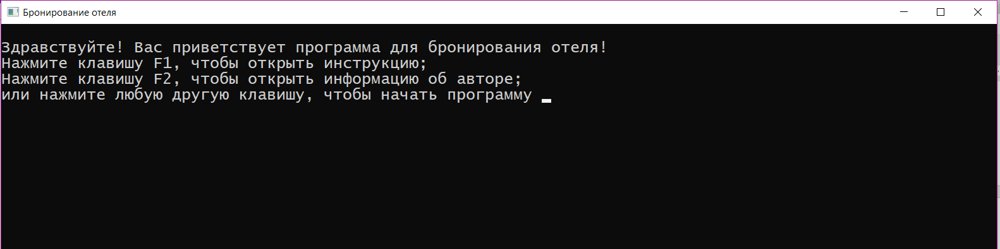 Бронирование отеля
Здравствуйте! Вас приветствует программа для бронирования отеля!
Нажмите клавишу F1, чтобы открыть инструкцию;
Нажмите клавишу F2, чтобы открыть информацию об авторе;
или нажмите любую другую клавишу, чтобы начать программу